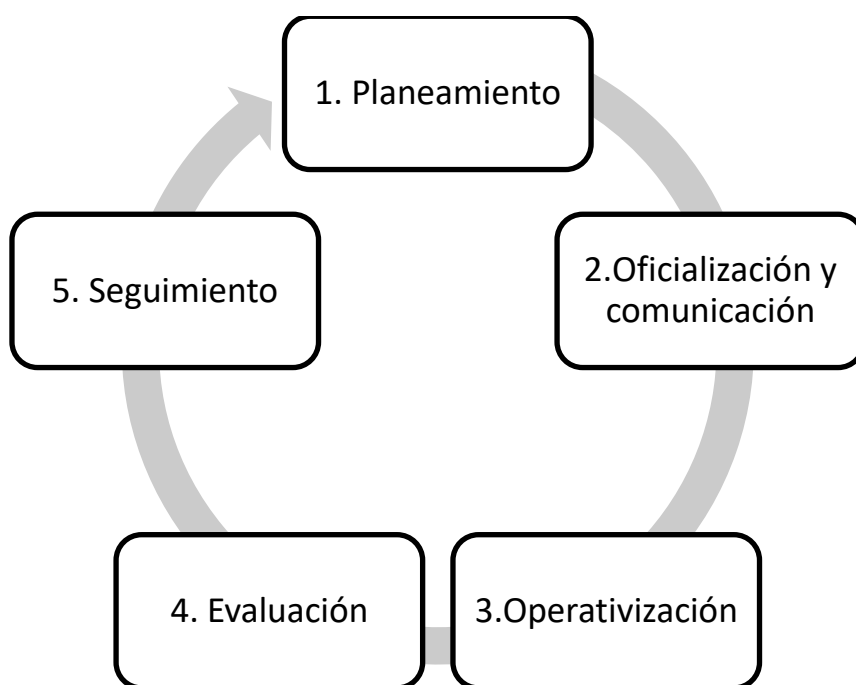 1. Planeamiento
2.Oficialización y
comunicación
3.Operativización
4. Evaluación
5. Seguimiento